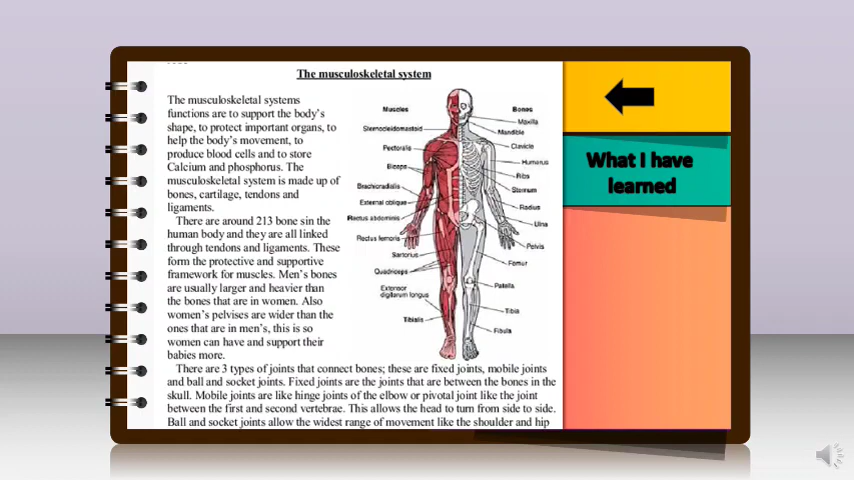 The musculoskeletal system
The musculoskeletal systems
functions are to support the body's
shape, to protect important organs, to
help the body's movement, to
produce blood cells and to store
Calcium and phosphorus. The
musculoskeletal system is made up of
bones, cartilage, tendons and
ligaments.
There are around 213 bone sin the
human body and they are all linked
through tendons and ligaments. These
form the protective and supportive
framework for muscles. Men's bones
are usually larger and heavier than
the bones that are in women. Also
women's pelvises are wider than the
ones that are in men's, this is so
women can have and support their
babies more.
Muscles
Sternocleidomastoid
Pectoralis
Biceps
Brachioradialis
External oblique
Rectus abdominis
Rectus femoris
Sartorius
Quadriceps
Extensor
digitarum longus
Tibialis
Bones
Maxilla
Mandible
Clavicle
Humerus
Ribs
Sternum
Radius
Ulna
Pelvis
Femur
Patella
Tibia
Fibula
There are 3 types of joints that connect bones; these are fixed joints, mobile joints
and ball and socket joints. Fixed joints are the joints that are between the bones in the
skull. Mobile joints are like hinge joints of the elbow or pivotal joint like the joint
between the first and second vertebrae. This allows the head to turn from side to side.
Ball and socket joints allow the widest range of movement like the shoulder and hip
What I have
learned